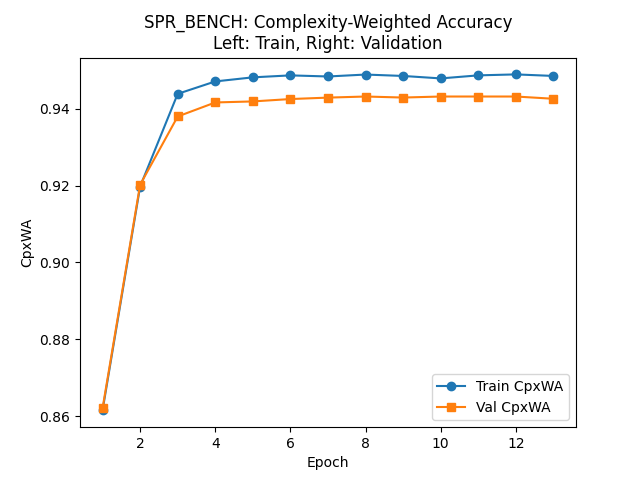 SPR_BENCH: Complexity-Weighted Accuracy
Left: Train, Right: Validation
CpxWA
0.94
0.92
0.90
0.88
0.86
2 4 6 8 10 12
Epoch
Train CpxWA
Val CpxWA